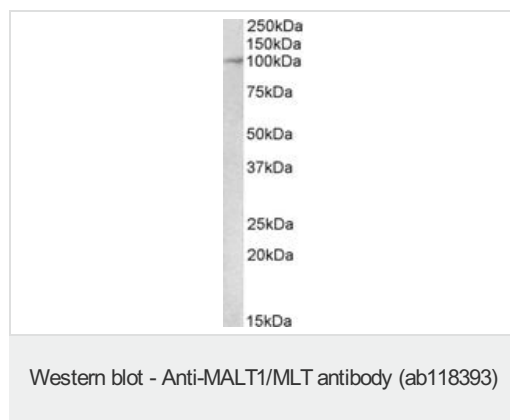 250kDa
150kDa
100kDa
75kDa
50kDa
37kDa
25kDa
20kDa
15kDa
Western blot - Anti-MALT1/MLT antibody (ab118393)